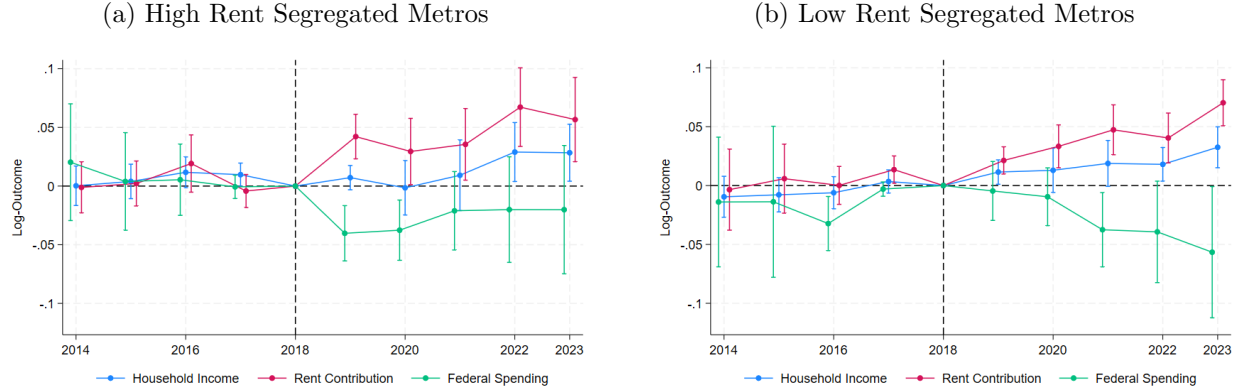 (a) High Rent Segregated Metros
Log-Outcome
.1
.05
0
-.05
-.1
2014 2016 2018 2020 2022 2023
Household Income Rent Contribution Federal Spending
(b) Low Rent Segregated Metros
Log-Outcome
.1
.05
0
-.05
-.1
2014 2016 2018 2020 2022 2023
Household Income Rent Contribution Federal Spending